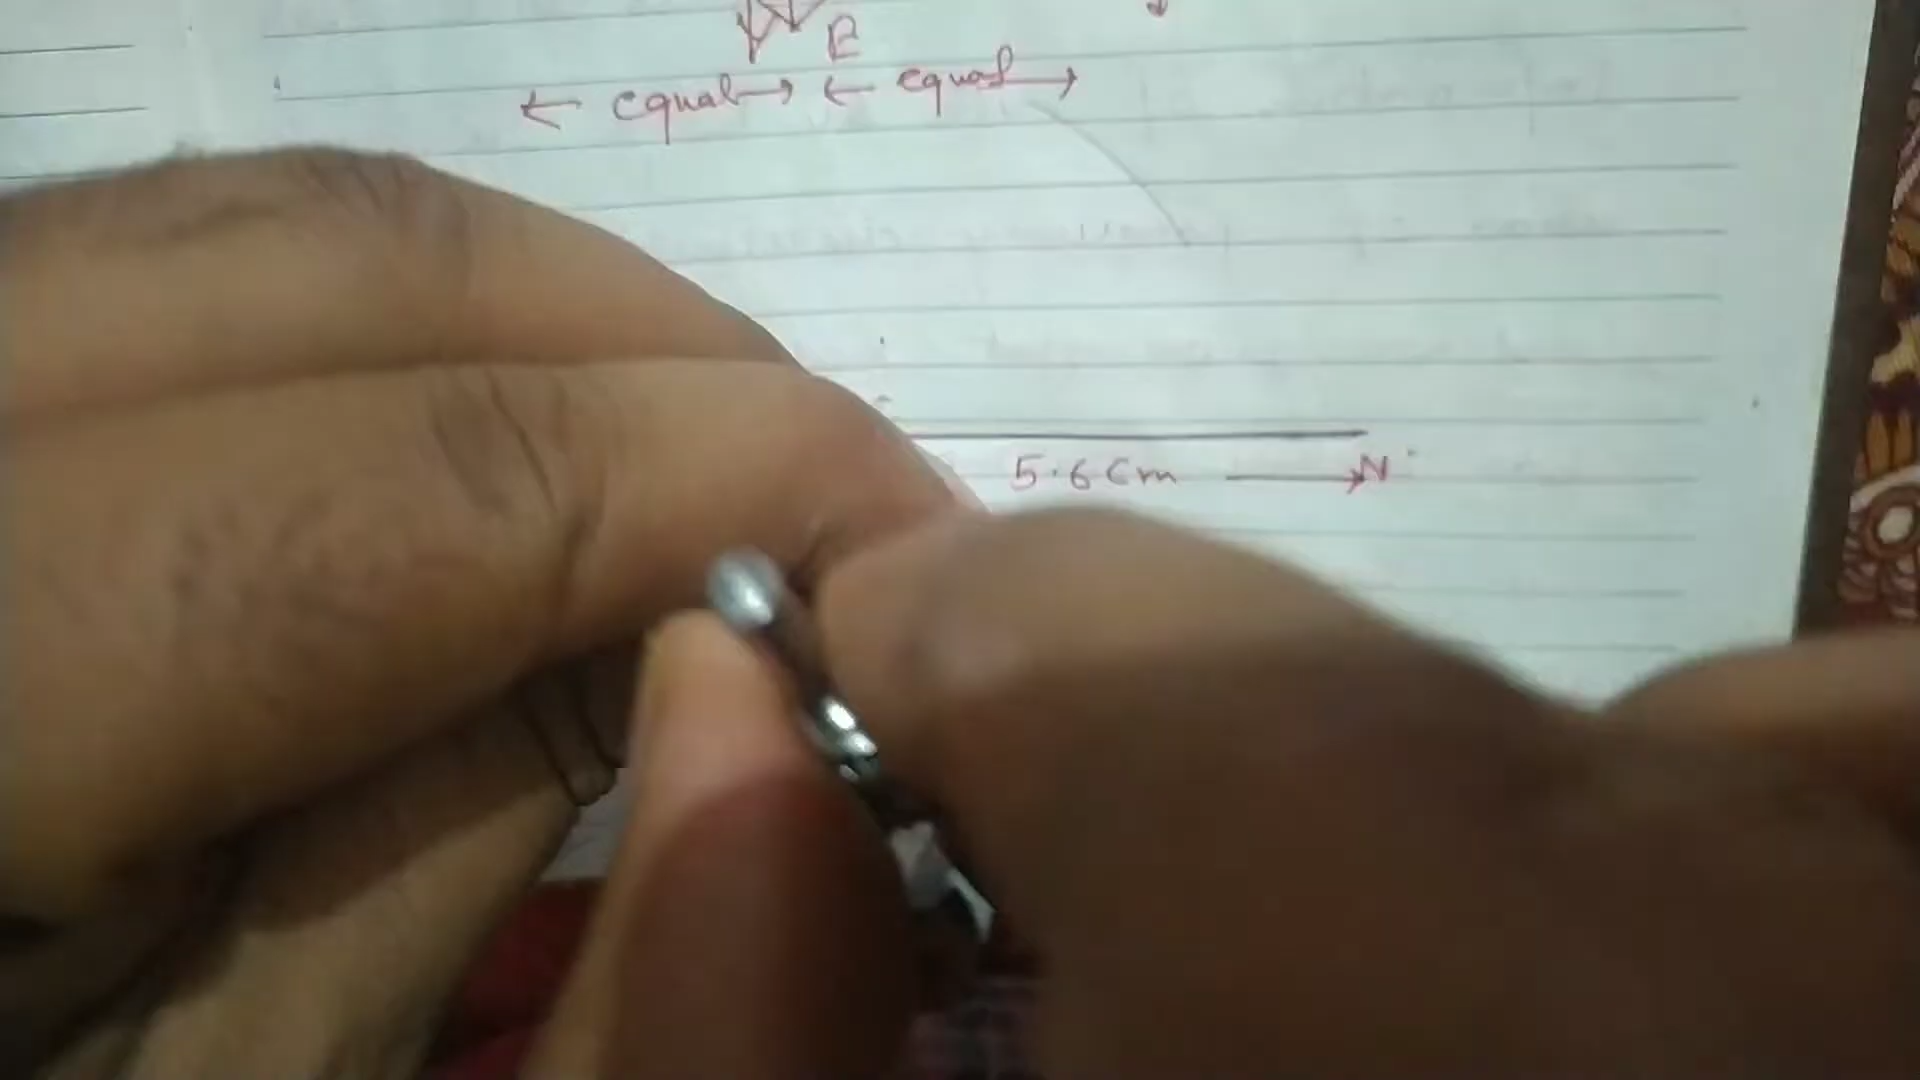 B
← equal → ← equal →
5.6 Cm → N